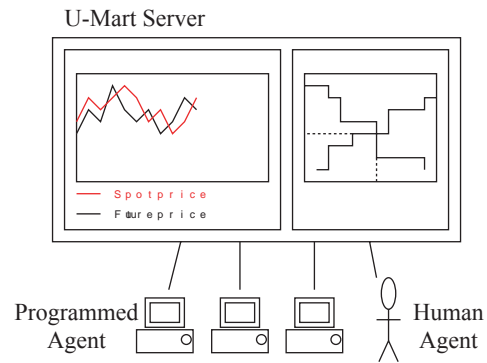 U-Mart Server
Spotprice
Futureprice
Programmed Agent
Human Agent